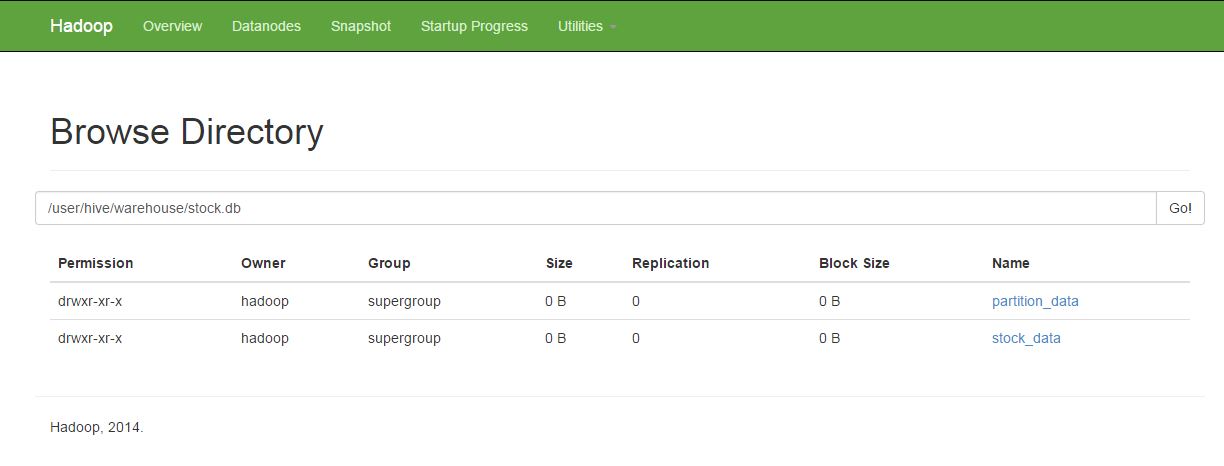 Hadoop Overview Datanodes Snapshot Startup Progress Utilities
Browse Directory
/user/hive/warehouse/stock.db Go!
Permission Owner Group Size Replication Block Size Name
drwxr-xr-x hadoop supergroup 0 B 0 0 B partition_data
drwxr-xr-x hadoop supergroup 0 B 0 0 B stock_data
Hadoop, 2014.